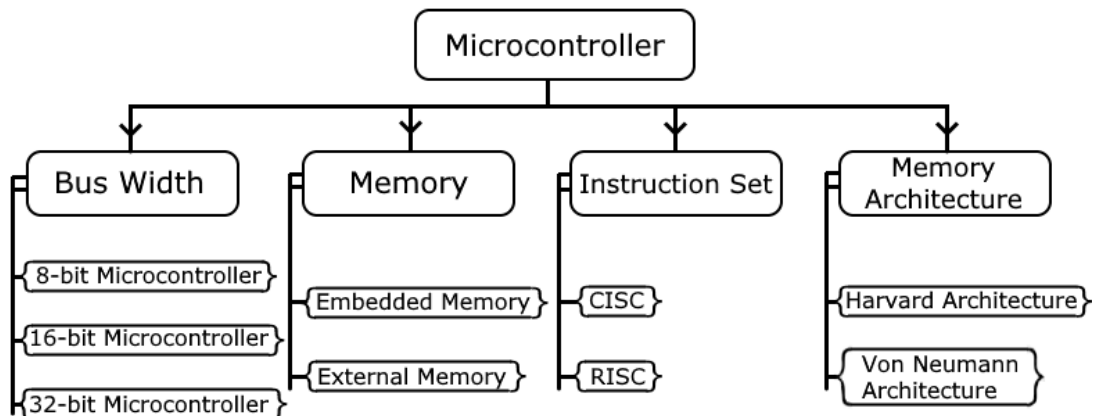 Microcontroller
Bus Width
Memory
Instruction Set
Memory
Architecture
8-bit Microcontroller
16-bit Microcontroller
32-bit Microcontroller
Embedded Memory
External Memory
CISC
RISC
Harvard Architecture
Von Neumann
Architecture